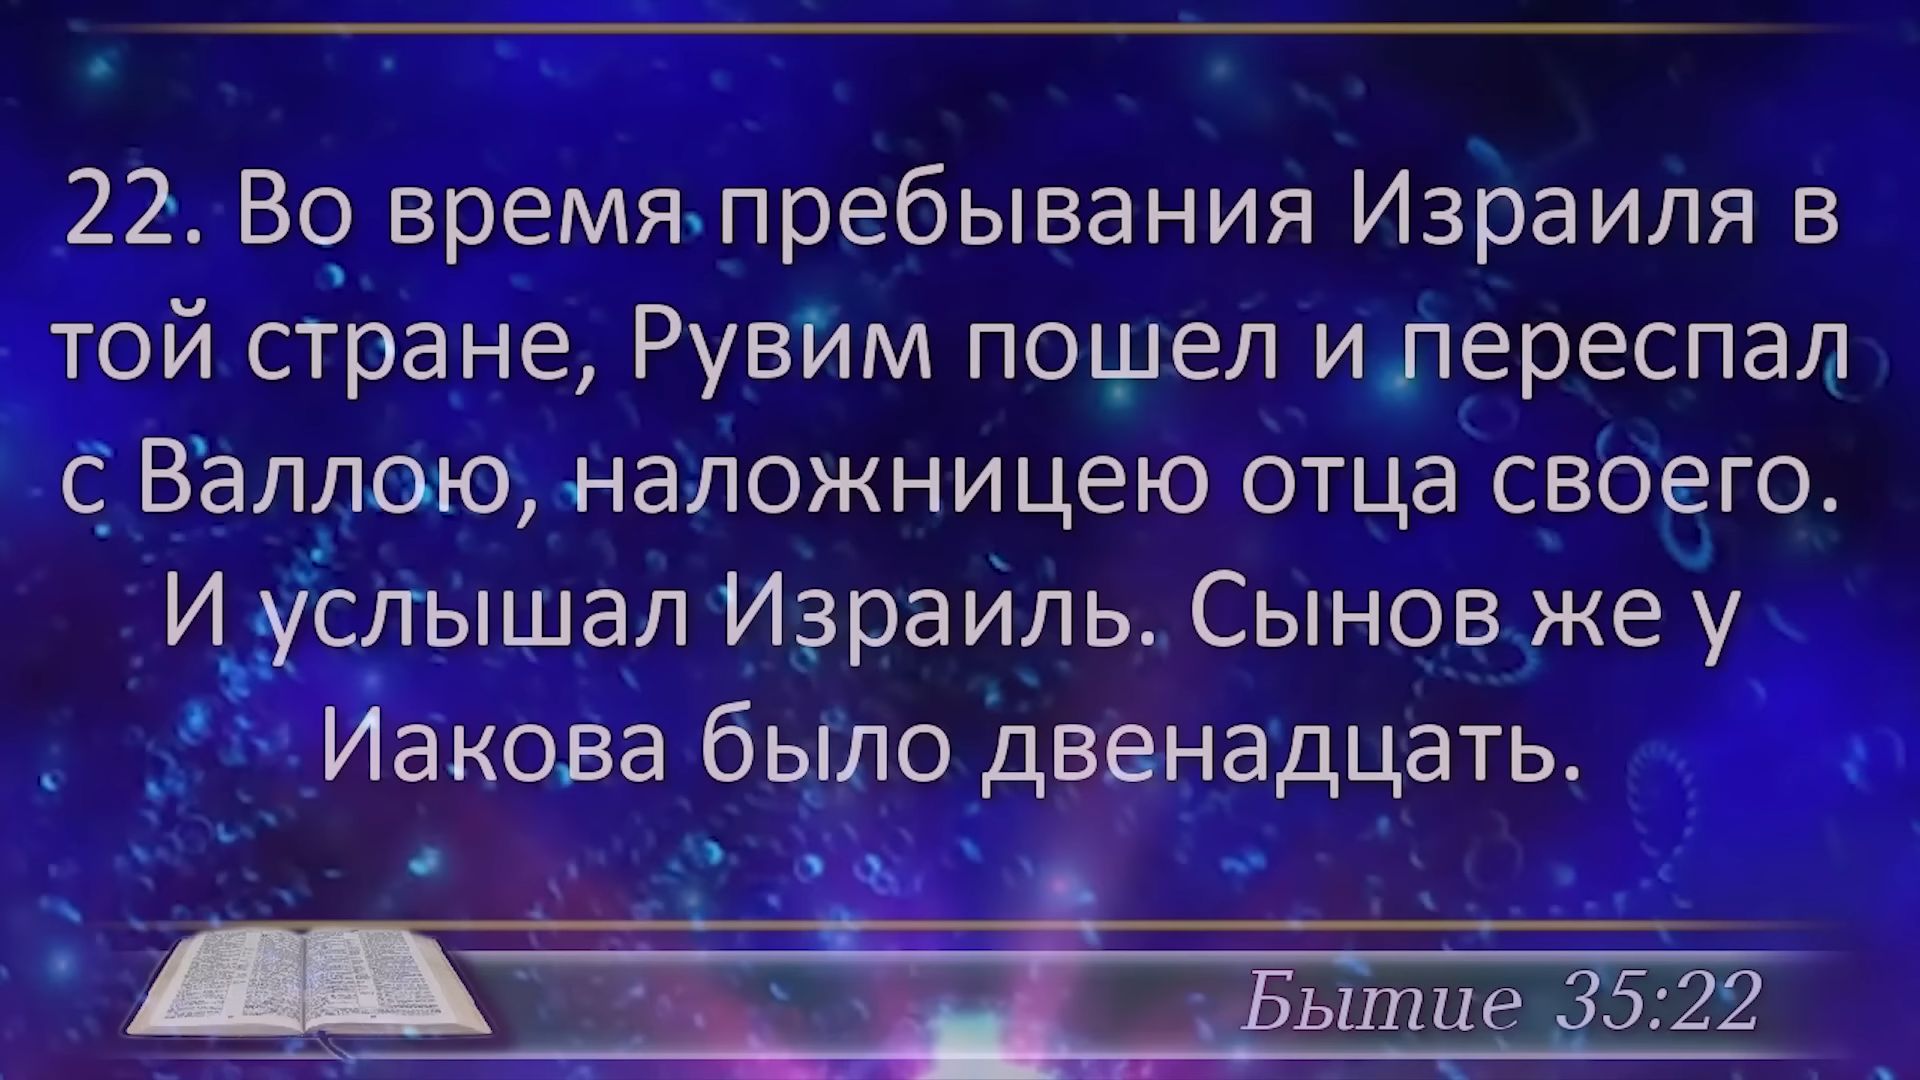 22. Во время пребывания Израиля в
той стране, Рувим пошел и переспал
с Валлою, наложницею отца своего.
И услышал Израиль. Сынов же у
Иакова было двенадцать.
Бытие 35:22